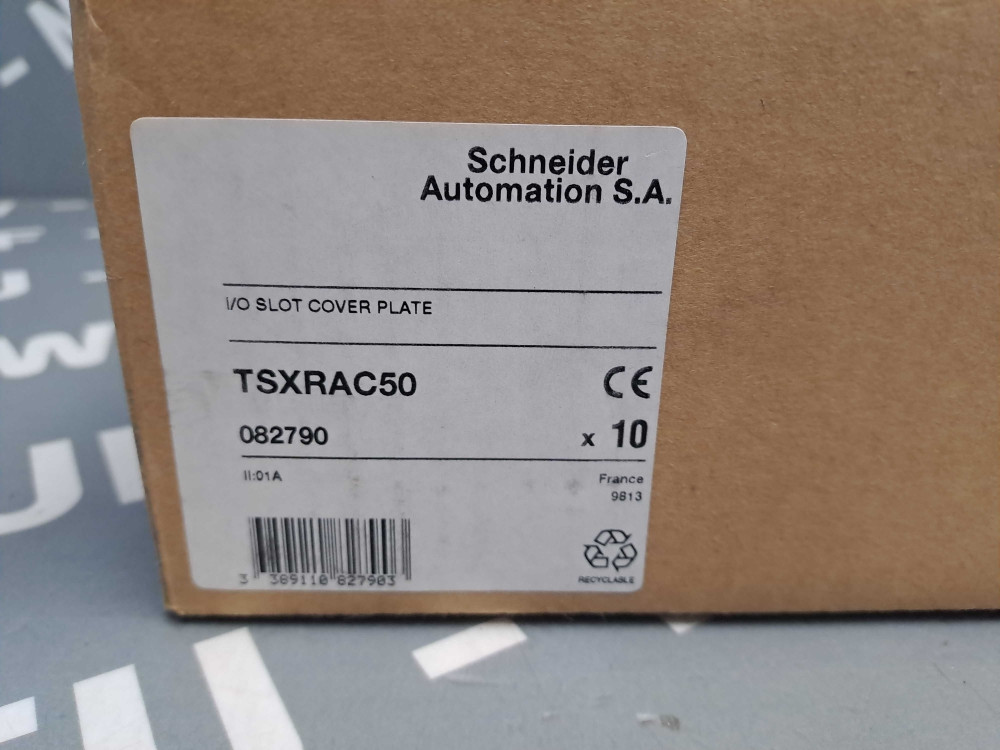 Schneider
Automation S.A.
I/O SLOT COVER PLATE
TSXRAC50
CE
082790
x 10
II:01A
France
9813
3 389110 827903
RECYCLABLE